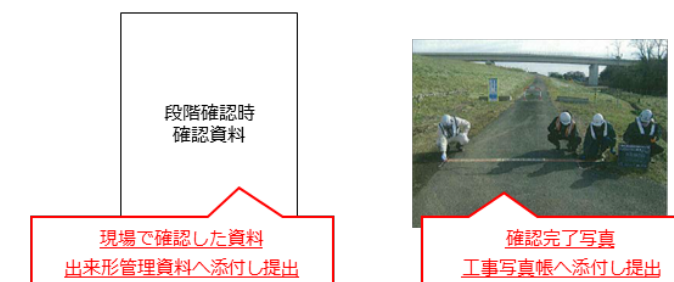 段階確認時
確認資料
現場で確認した資料
出来形管理資料へ添付し提出
確認完了写真
工事写真帳へ添付し提出